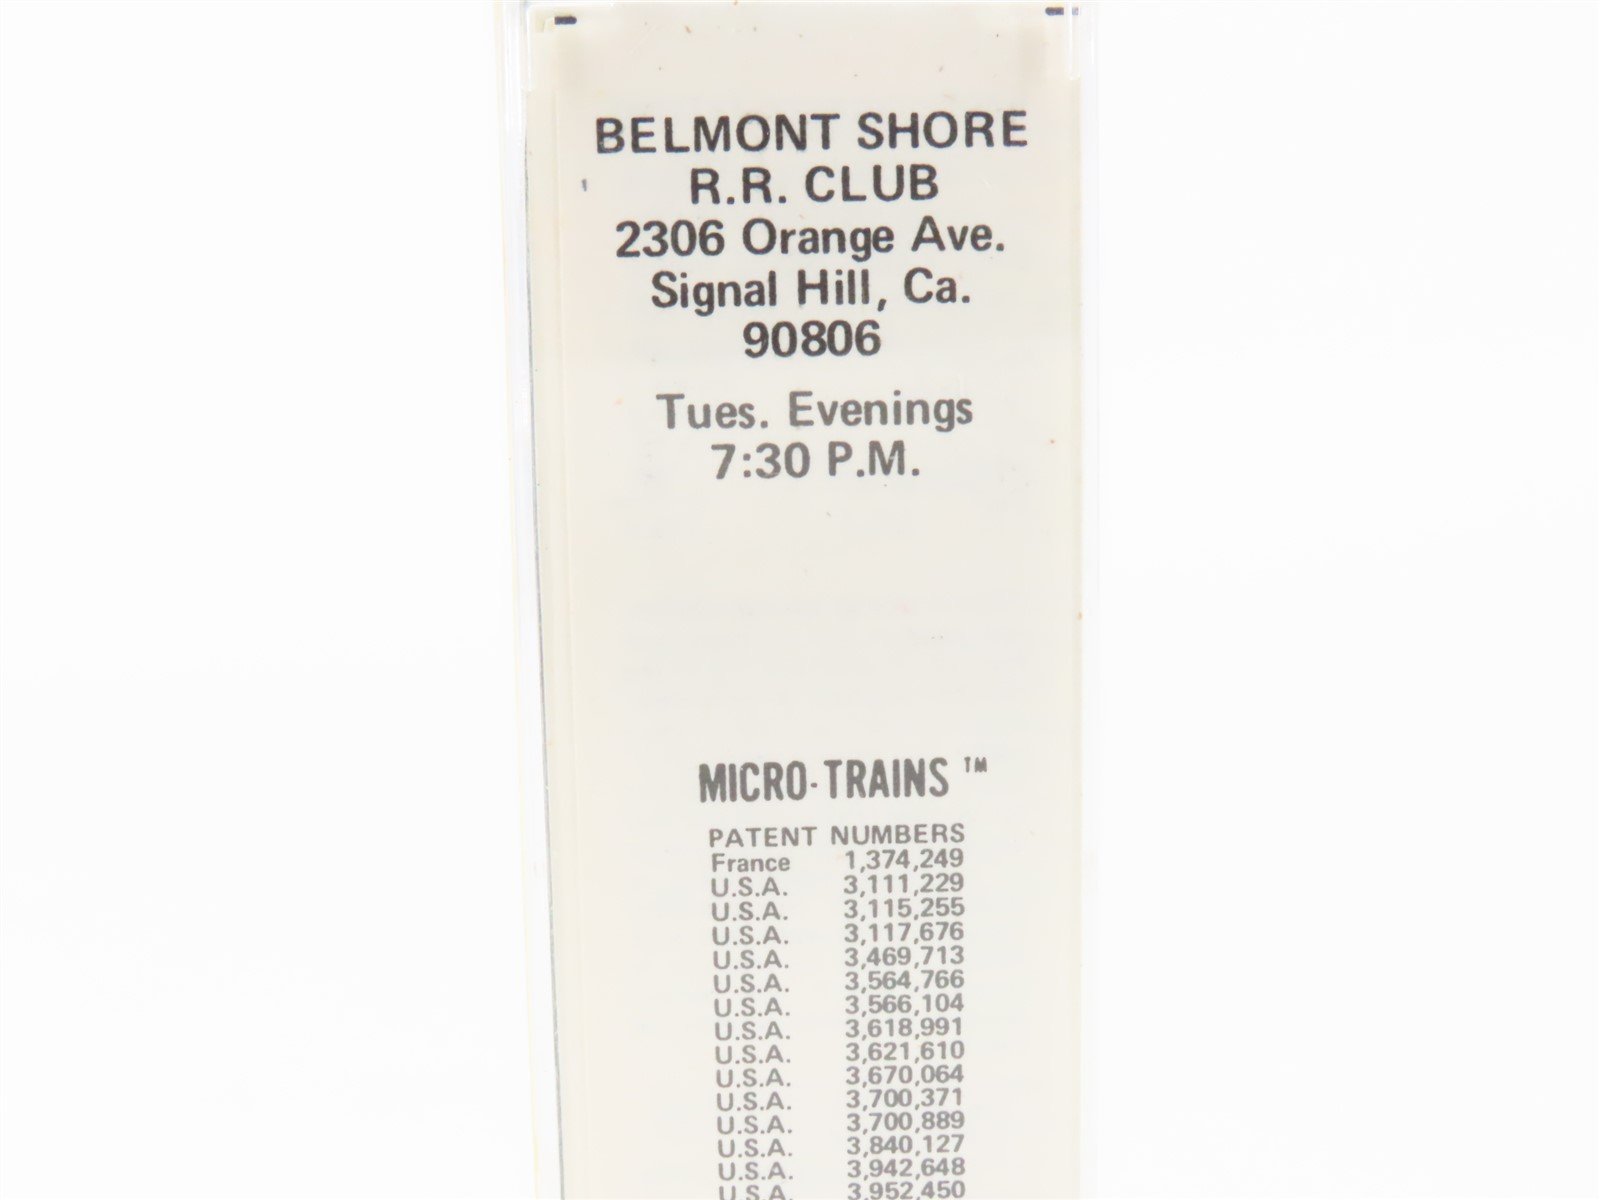 BELMONT SHORE
R.R. CLUB
2306 Orange Ave.
Signal Hill, Ca.
90806
Tues. Evenings
7:30 P.M.
MICRO-TRAINS ™
PATENT NUMBERS
France 1,374,249
U.S.A. 3,111,229
U.S.A. 3,115,255
U.S.A. 3,117,676
U.S.A. 3,469,713
U.S.A. 3,564,766
U.S.A. 3,566,104
U.S.A. 3,618,991
U.S.A. 3,621,610
U.S.A. 3,670,064
U.S.A. 3,700,371
U.S.A. 3,700,889
U.S.A. 3,840,127
U.S.A. 3,942,648
U.S.A. 3,952,450